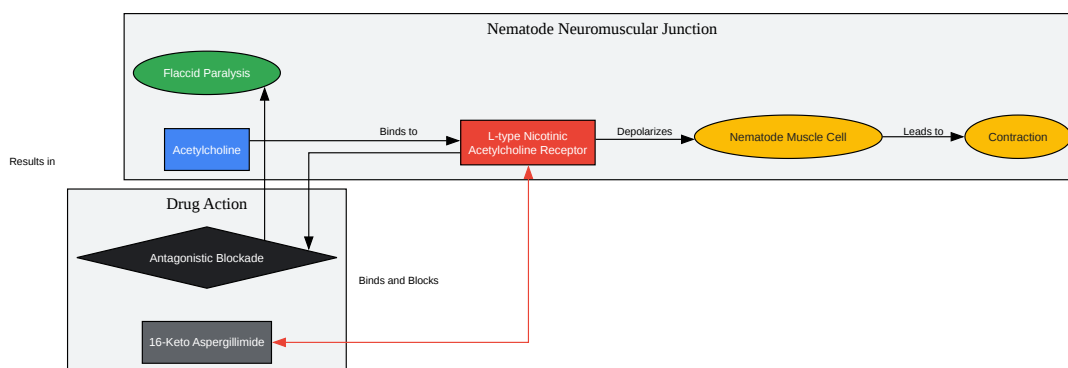 Nematode Neuromuscular Junction
Flaccid Paralysis
Acetylcholine
Binds to
L-type Nicotinic
Acetylcholine Receptor
Depolarizes
Nematode Muscle Cell
Leads to
Contraction
Results in
Drug Action
Antagonistic Blockade
Binds and Blocks
16-Keto Aspergillimide